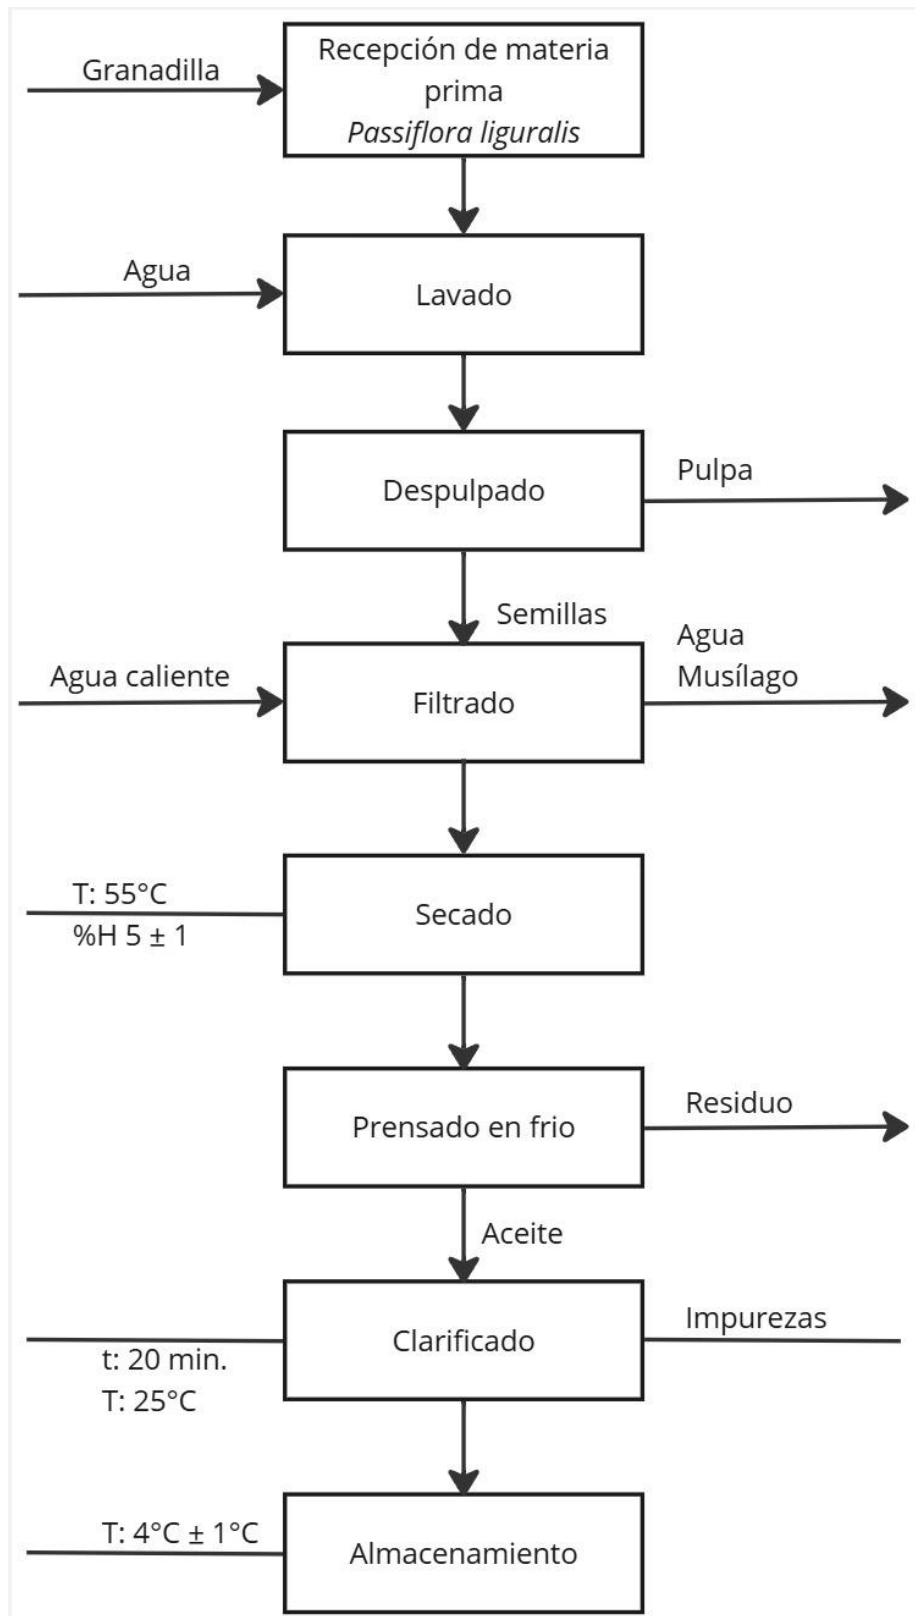 Granadilla
Recepción de materia
prima
Passiflora liguralis
Agua
Lavado
Despulpado
Pulpa
Semillas
Agua caliente
Filtrado
Agua
Musílago
T: 55°C
%H 5 ± 1
Secado
Prensado en frio
Residuo
Aceite
Clarificado
Impurezas
t: 20 min.
T: 25°C
T: 4°C ± 1°C
Almacenamiento